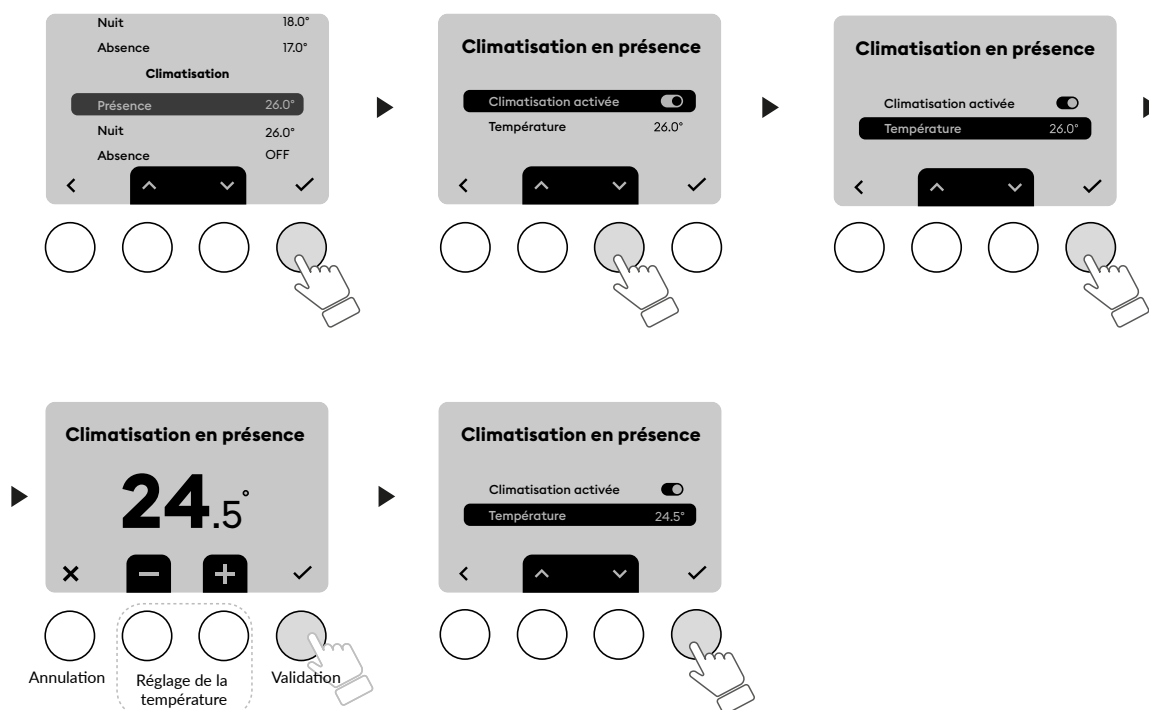 Nuit 18.0°
Absence 17.0°
Climatisation
Présence 26.0°
Nuit 26.0°
Absence OFF
Climatisation en présence
Climatisation activée
Température 26.0°
Climatisation en présence
Climatisation activée
Température 26.0°
Climatisation en présence
24.5°
Annulation
Réglage de la
température
Validation
Climatisation en présence
Climatisation activée
Température 24.5°